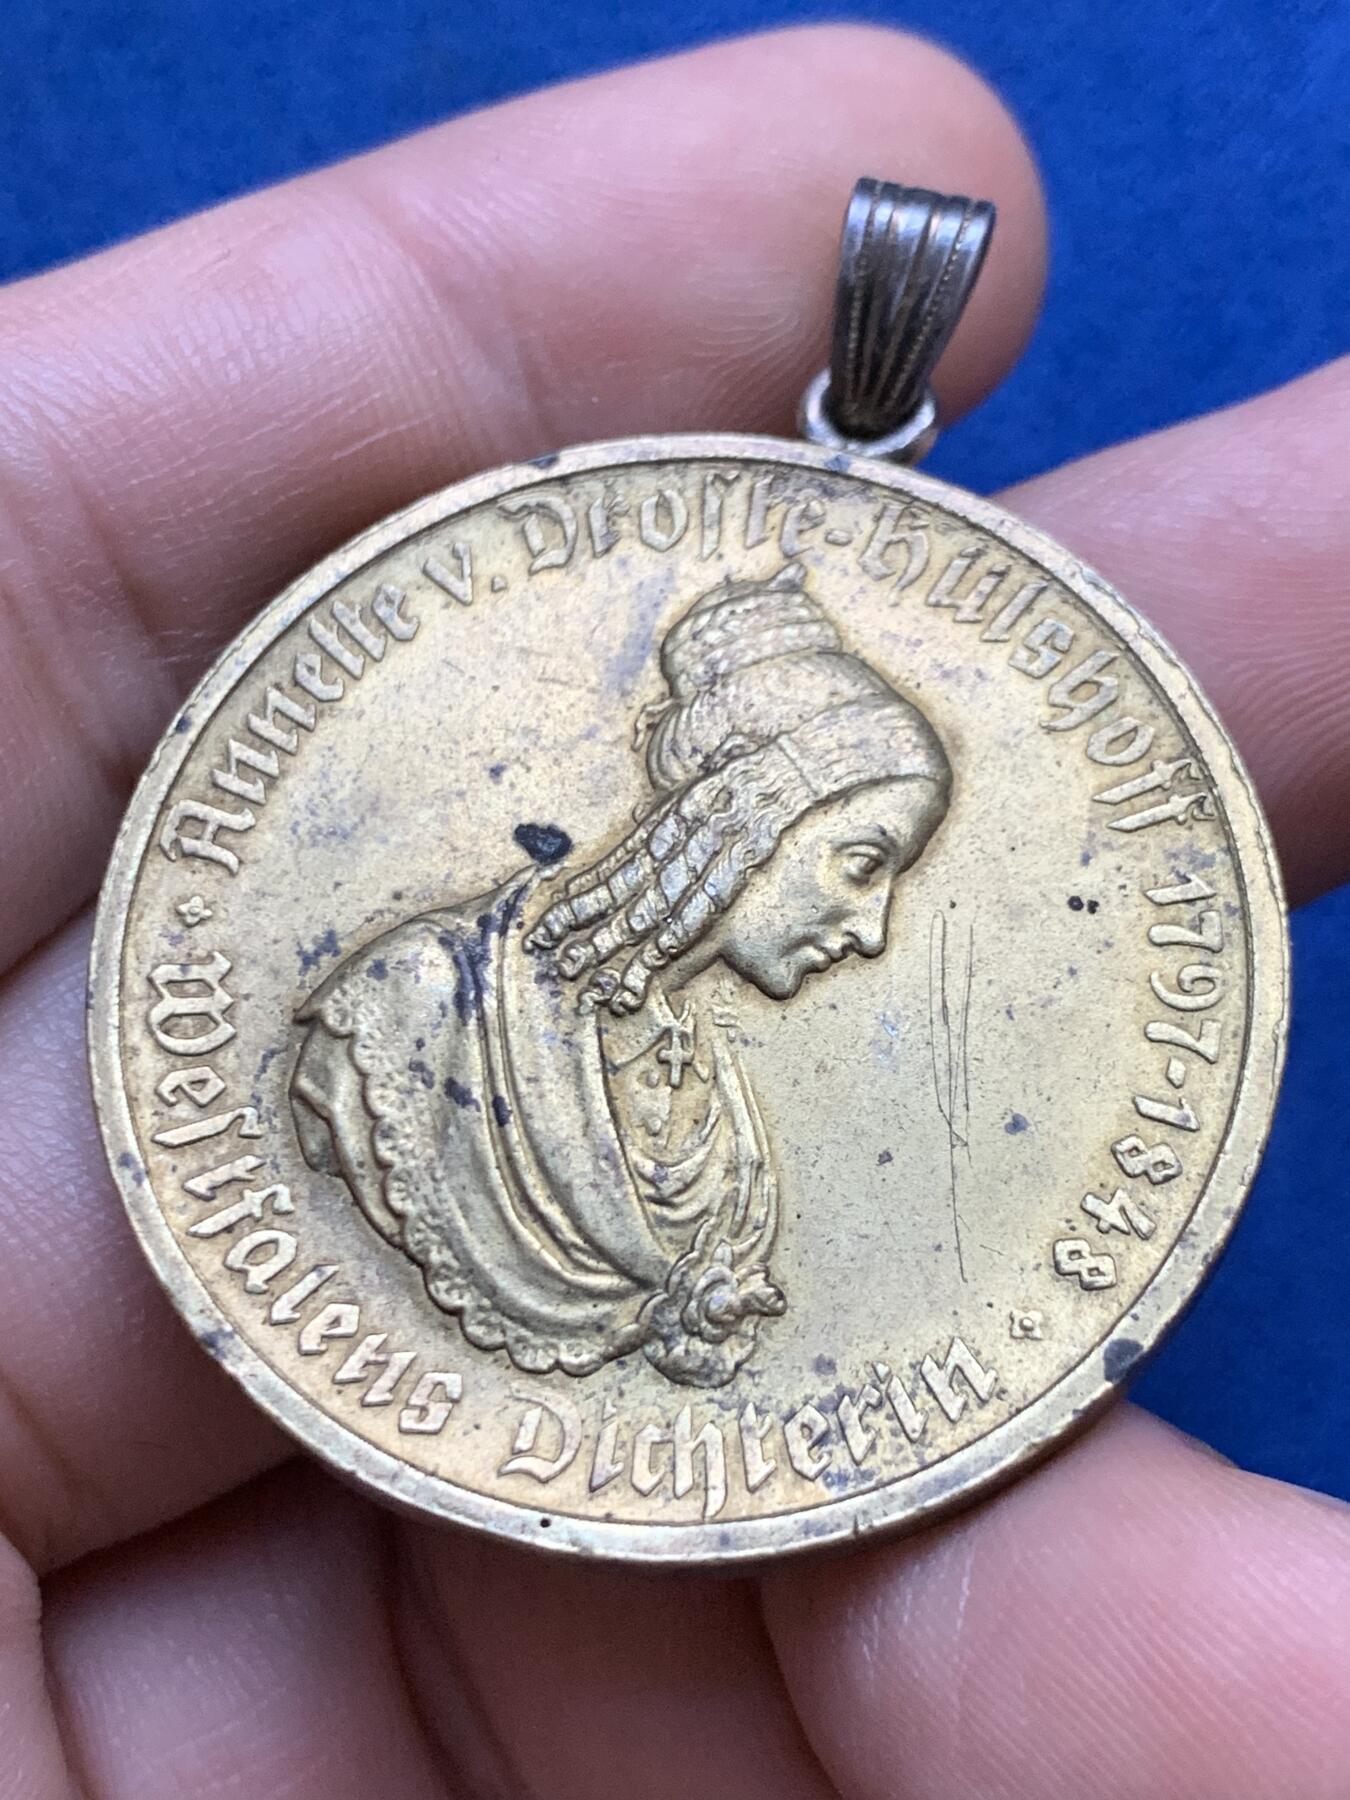 Annette v. Droste-Hülshoff 1797-1848
Westfalens Dichterin